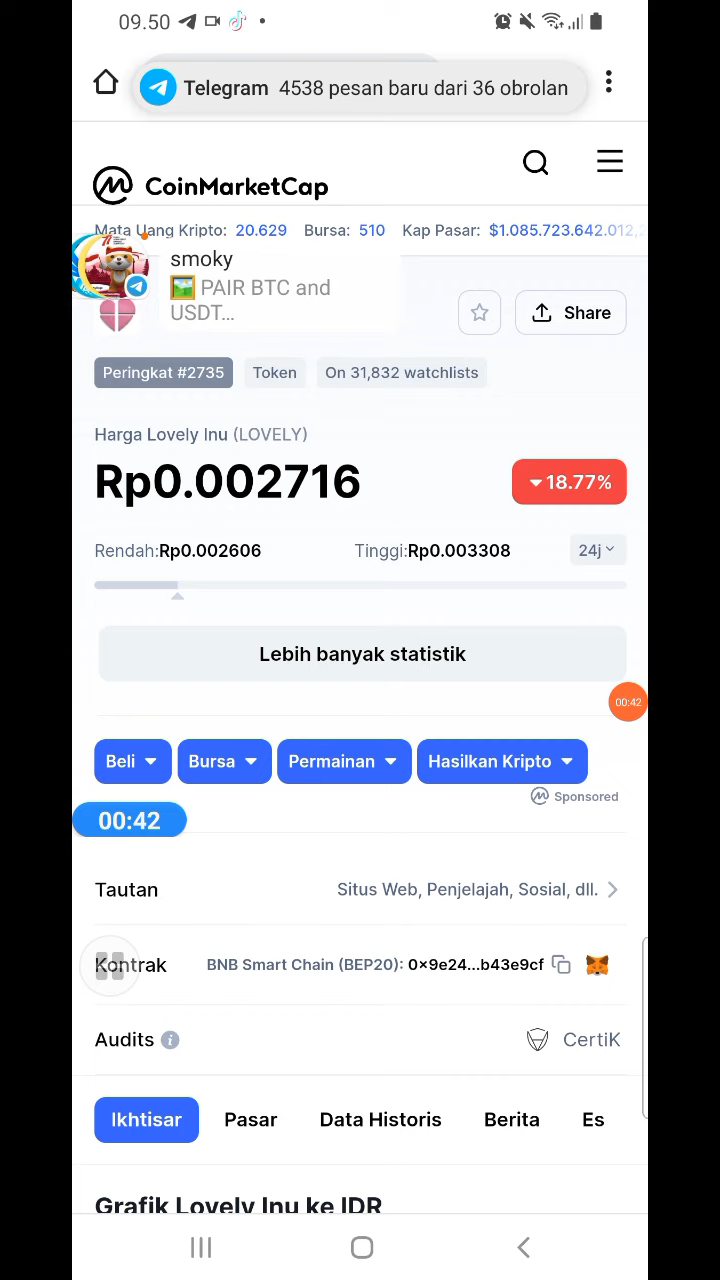 09.50
Telegram 4538 pesan baru dari 36 obrolan
CoinMarketCap
Mata Uang Kripto: 20.629 Bursa: 510 Kap Pasar: $1.085.723.642.012,2
smoky
PAIR BTC and
USDT...
Share
Peringkat #2735 Token On 31,832 watchlists
Harga Lovely Inu (LOVELY)
Rp0.002716
18.77%
Rendah:Rp0.002606 Tinggi:Rp0.003308 24j
Lebih banyak statistik
00:42
Beli Bursa Permainan Hasilkan Kripto
Sponsored
00:42
Tautan Situs Web, Penjelajah, Sosial, dll.
Kontrak BNB Smart Chain (BEP20): 0×9e24...b43e9cf
Audits CertiK
Ikhtisar Pasar Data Historis Berita Es
Grafik Lovely Inu ke IDR